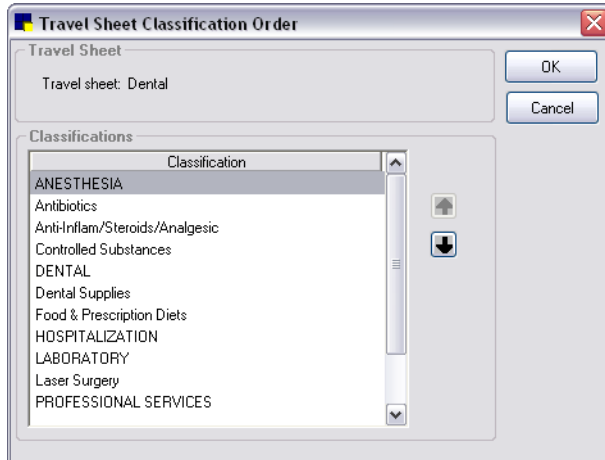 Travel Sheet Classification Order
Travel Sheet
Travel sheet: Dental
OK
Cancel
Classifications
Classification
ANESTHESIA
Antibiotics
Anti-Inflam/Steroids/Analgesic
Controlled Substances
DENTAL
Dental Supplies
Food & Prescription Diets
HOSPITALIZATION
LABORATORY
Laser Surgery
PROFESSIONAL SERVICES